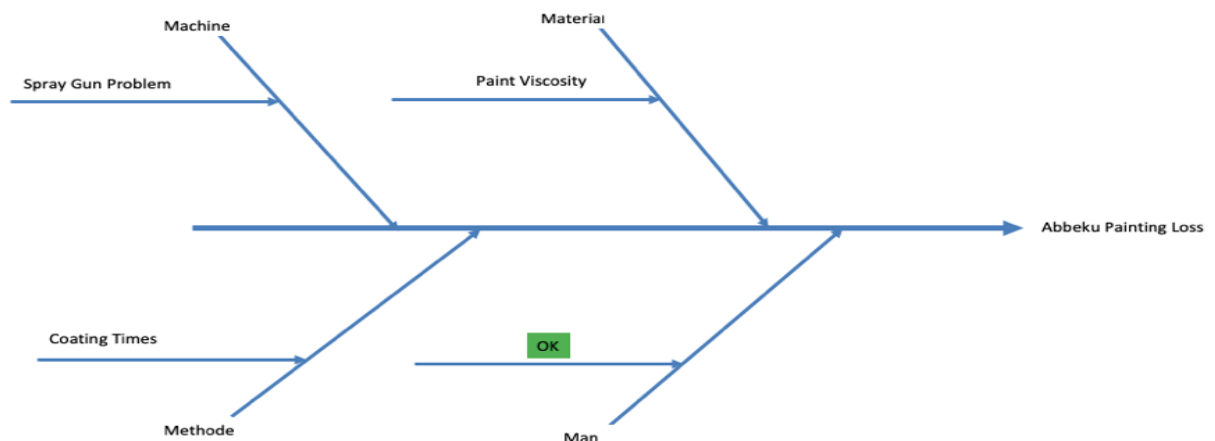 Machine
Material
Spray Gun Problem
Paint Viscosity
Abbeku Painting Loss
Coating Times
OK
Methode
Man